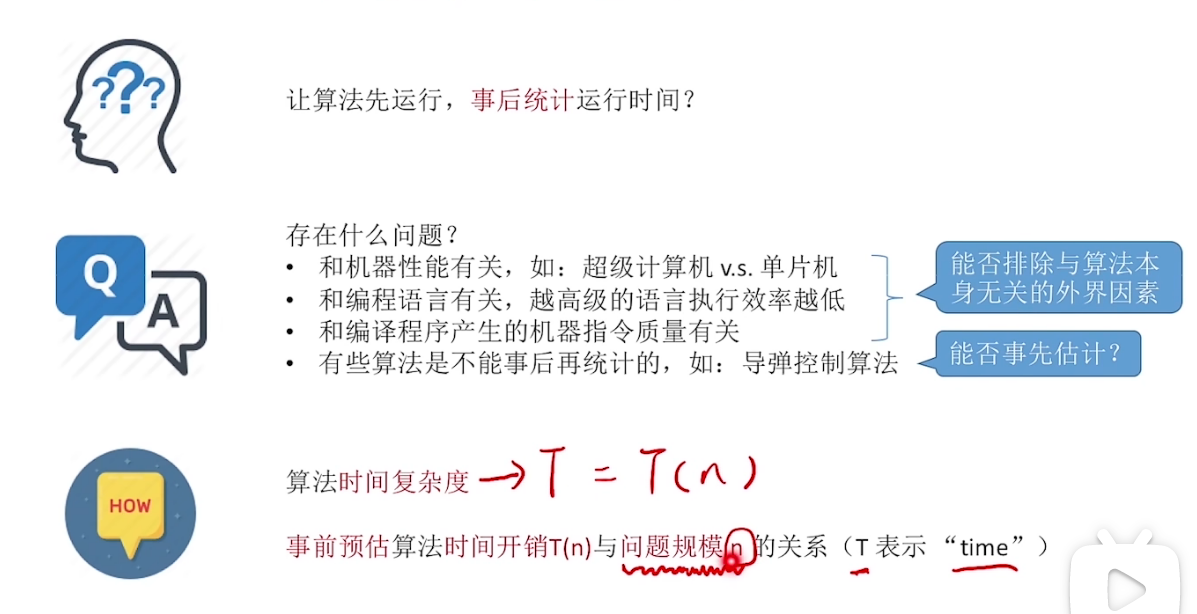 ???
让算法先运行，事后统计运行时间？
Q
A
存在什么问题？
• 和机器性能有关，如：超级计算机 v.s. 单片机
• 和编程语言有关，越高级的语言执行效率越低
• 和编译程序产生的机器指令质量有关
• 有些算法是不能事后再统计的，如：导弹控制算法
能否排除与算法本
身无关的外界因素
能否事先估计？
HOW
算法时间复杂度 → T = T(n)
事前预估算法时间开销T(n)与问题规模 n 的关系（T 表示 “time”）